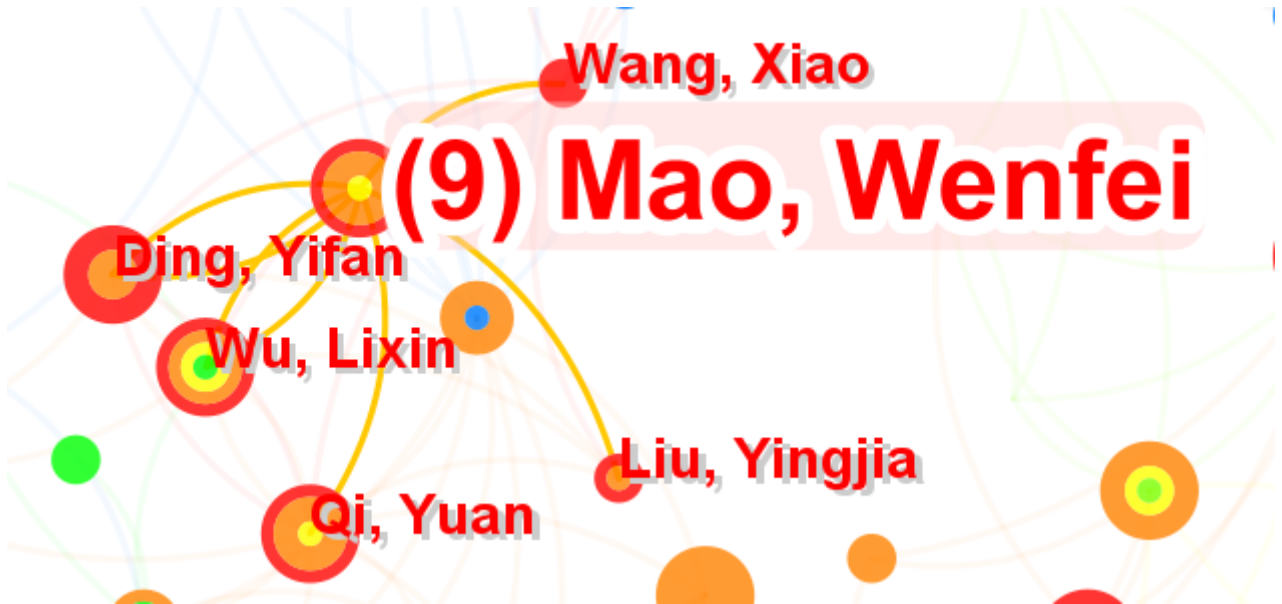 Wang, Xiao
(9) Mao, Wenfei
Ding, Yifan
Wu, Lixin
Liu, Yingjia
Qi, Yuan